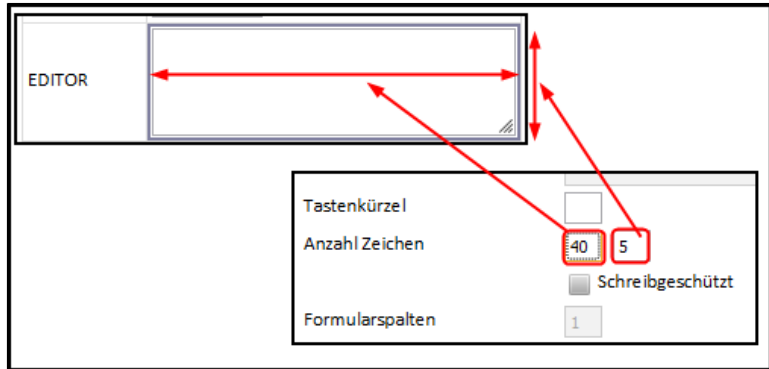 EDITOR
Tastenkürzel
Anzahl Zeichen 40 5
Schreibgeschützt
Formularspalten 1